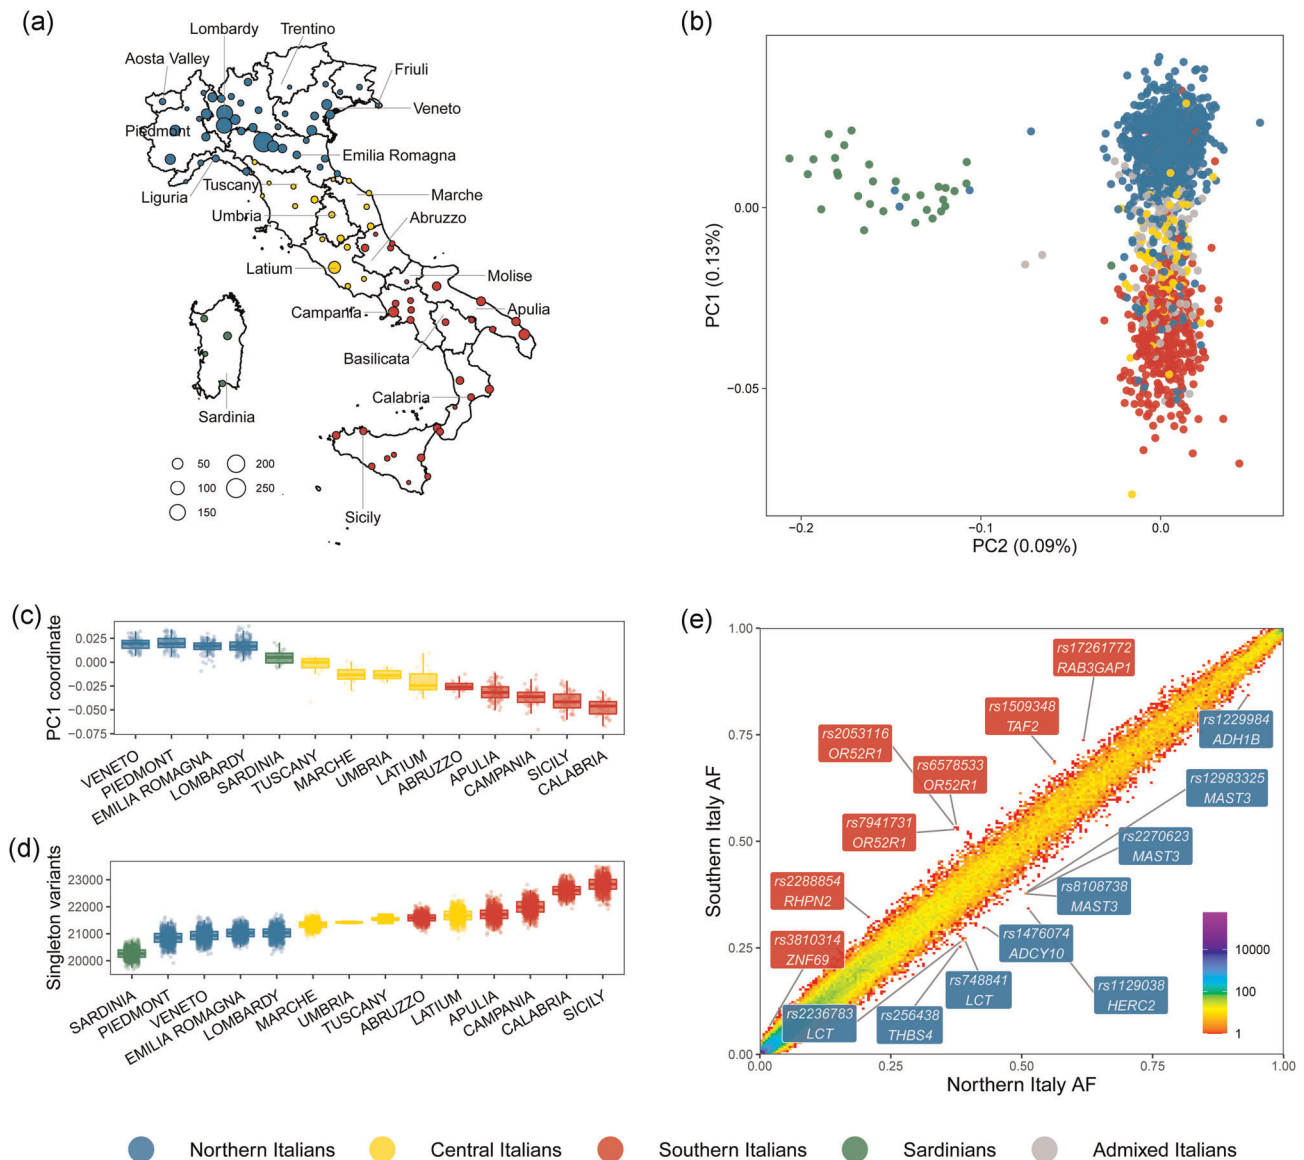 (a)
Lombardy
Trentino
Aosta Valley
Friuli
Veneto
Piedmont
Emilia Romagna
Liguria
Tuscany
Marche
Umbria
Abruzzo
Latium
Molise
Campania
Apulia
Basilicata
Calabria
Sardinia
Sicily
50
200
100
250
150
(b)
PC1 (0.13%)
0.00
−0.05
−0.2
−0.1
0.0
PC2 (0.09%)
(c)
PC1 coordinate
0.025
0.000
−0.025
−0.050
−0.075
VENETO
PIEDMONT
EMILIA ROMAGNA
LOMBARDY
SARDINIA
TUSCANY
MARCHE
UMBRIA
LATIUM
ABRUZZO
APULIA
CAMPANIA
SICILY
CALABRIA
(d)
Singleton variants
23000
22000
21000
20000
SARDINIA
PIEDMONT
VENETO
EMILIA ROMAGNA
LOMBARDY
MARCHE
UMBRIA
TUSCANY
ABRUZZO
LATIUM
APULIA
CAMPANIA
CALABRIA
SICILY
(e)
Southern Italy AF
1.00
0.75
0.50
0.25
0.00
rs17261772
RAB3GAP1
rs1509348
TAF2
rs1229984
ADH1B
rs2053116
OR52R1
rs6578533
OR52R1
rs12983325
MAST3
rs7941731
OR52R1
rs2270623
MAST3
rs2288854
RHPN2
rs8108738
MAST3
rs3810314
ZNF69
rs1476074
ADCY10
rs748841
LCT
rs1129038
HERC2
rs2236783
LCT
rs256438
THBS4
10000
100
1
0.00
0.25
0.50
0.75
1.00
Northern Italy AF
Northern Italians
Central Italians
Southern Italians
Sardinians
Admixed Italians